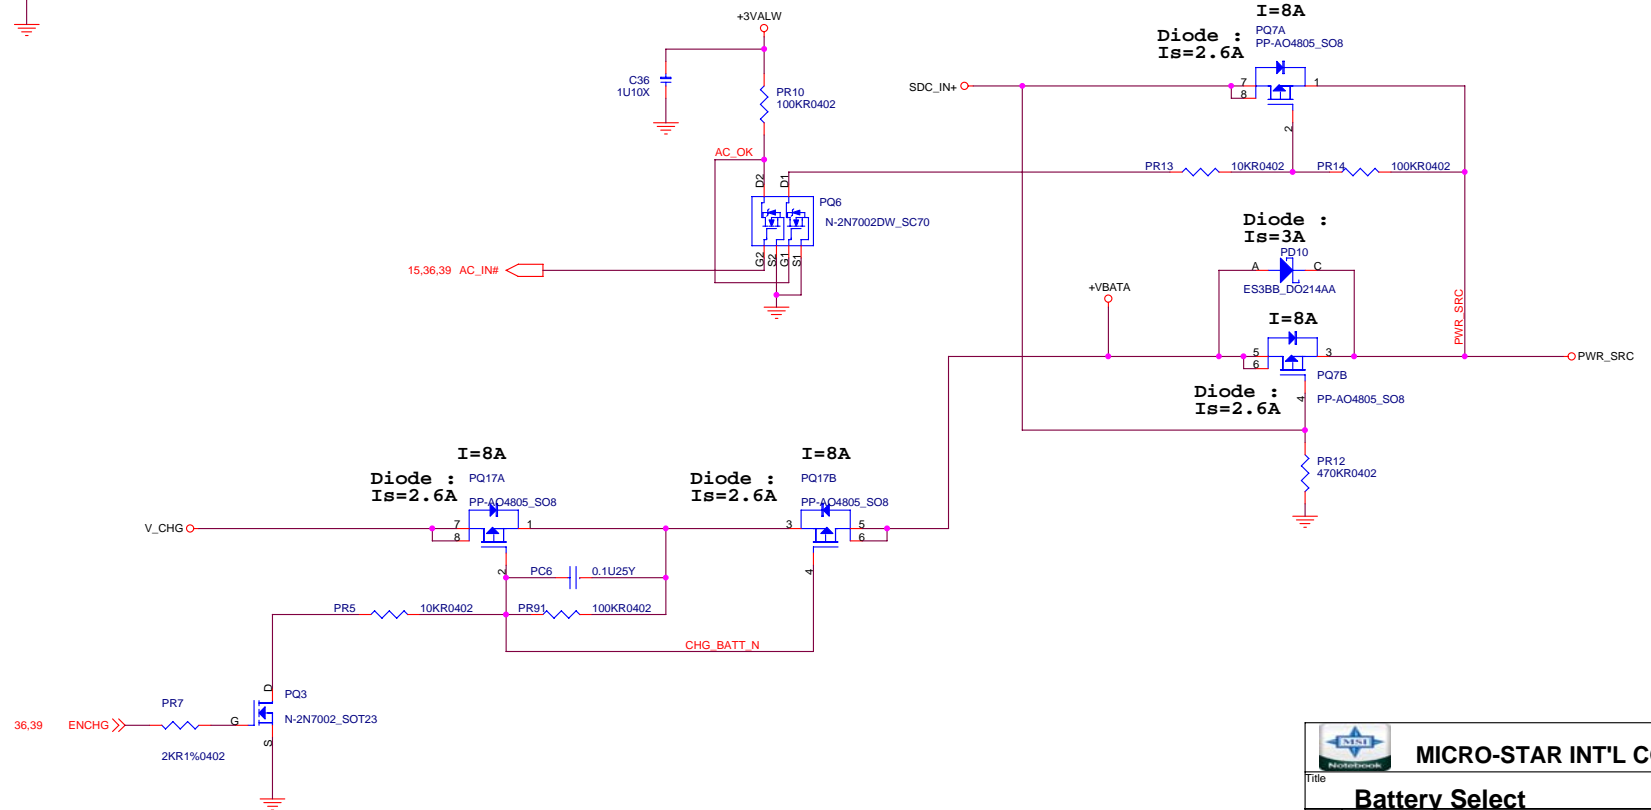 +3VALW
C36
1U10X
PR10
100KR0402
AC_OK
D2
D1
PQ6
N-2N7002DW_SC70
G2
S2
G1
S1
15,36,39 AC_IN#
I=8A
Diode :
Is=2.6A
PQ7A
PP-AO4805_SO8
SDC_IN+
7
8
1
2
PR13
10KR0402
PR14
100KR0402
Diode :
Is=3A
PD10
A
C
ES3BB_DO214AA
+VBATA
I=8A
5
6
3
4
PQ7B
PP-AO4805_SO8
Diode :
Is=2.6A
PWR_SRC
PWR_SRC
PR12
470KR0402
I=8A
Diode :
Is=2.6A
PQ17A
PP-AO4805_SO8
I=8A
Diode :
Is=2.6A
PQ17B
PP-AO4805_SO8
V_CHG
7
8
1
2
3
5
6
4
PC6
0.1U25Y
PR5
10KR0402
PR91
100KR0402
CHG_BATT_N
36,39
ENCHG
PR7
2KR1%0402
G
D
S
PQ3
N-2N7002_SOT23
MSI
Notebook
MICRO-STAR INT'L
Title
Battery Select